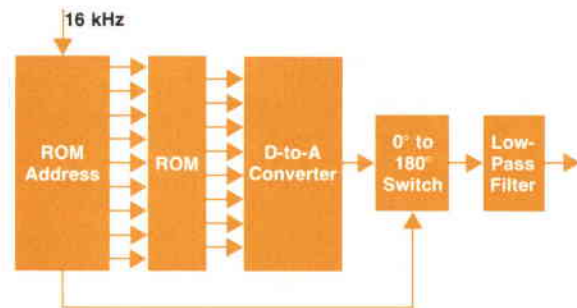 16 kHz
ROM
Address
ROM
D-to-A
Converter
0° to
180°
Switch
Low-
Pass
Filter